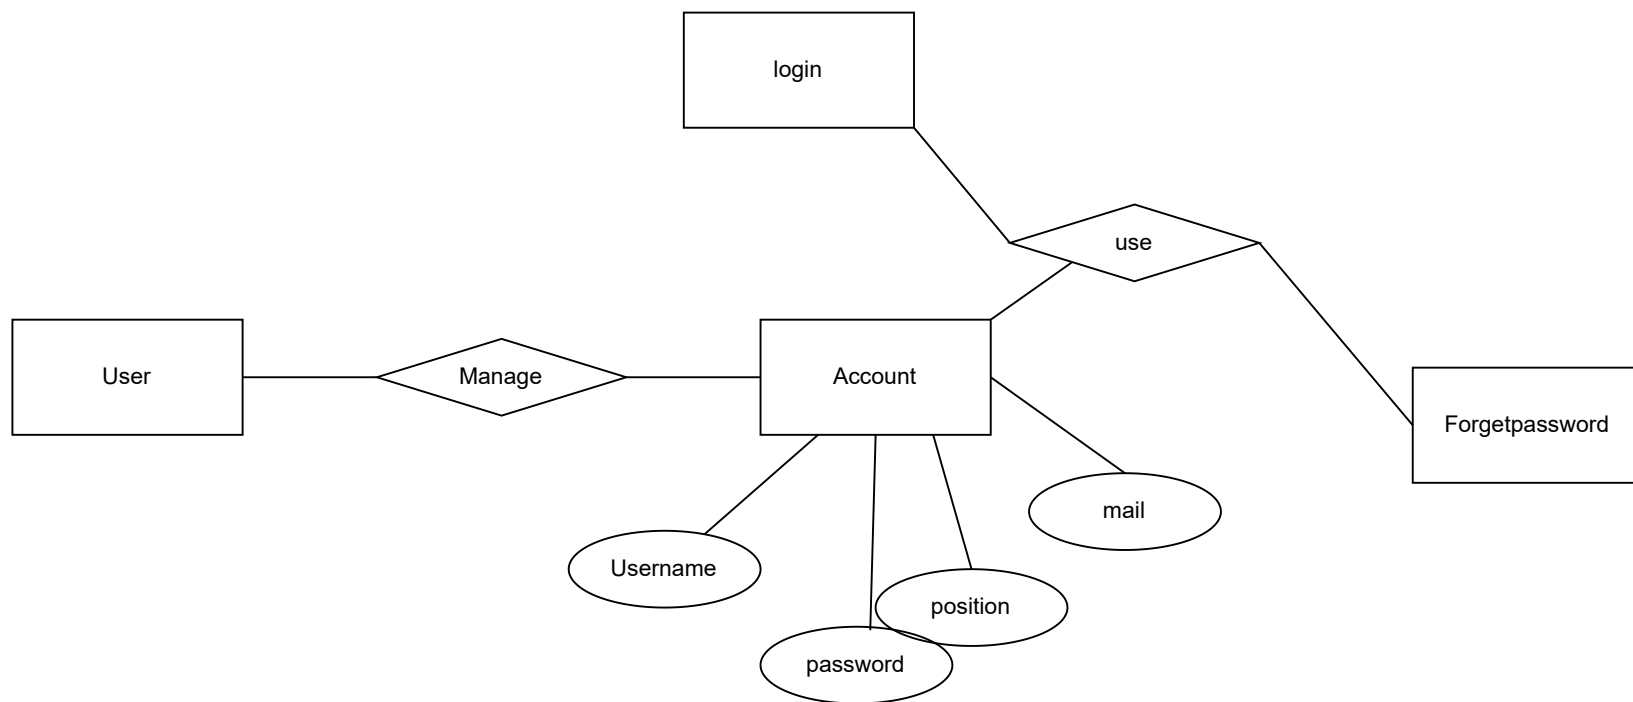 login
use
User
Manage
Account
Forgetpassword
mail
Username
position
password